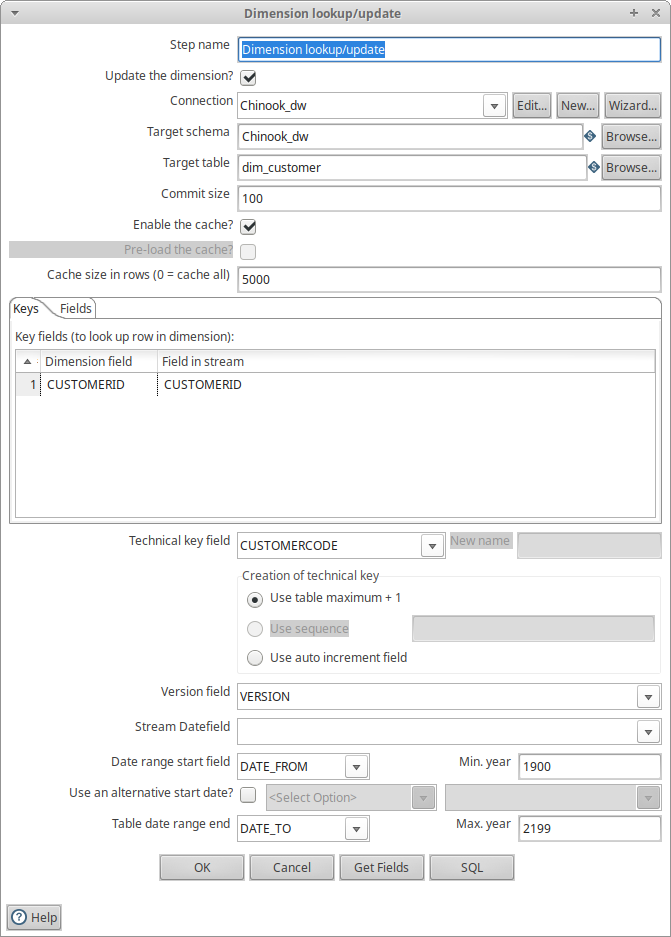 Dimension lookup/update
Step name Dimension lookup/update
Update the dimension?
Connection Chinook_dw Edit... New... Wizard...
Target schema Chinook_dw S Browse...
Target table dim_customer S Browse...
Commit size 100
Enable the cache?
Pre-load the cache?
Cache size in rows (0 = cache all) 5000
Keys Fields
Key fields (to look up row in dimension):
Dimension field Field in stream
1 CUSTOMERID CUSTOMERID
Technical key field CUSTOMERCODE New name
Creation of technical key
Use table maximum + 1
Use sequence
Use auto increment field
Version field VERSION
Stream Datefield
Date range start field DATE_FROM Min. year 1900
Use an alternative start date? <Select Option>
Table date range end DATE_TO Max. year 2199
OK Cancel Get Fields SQL
? Help